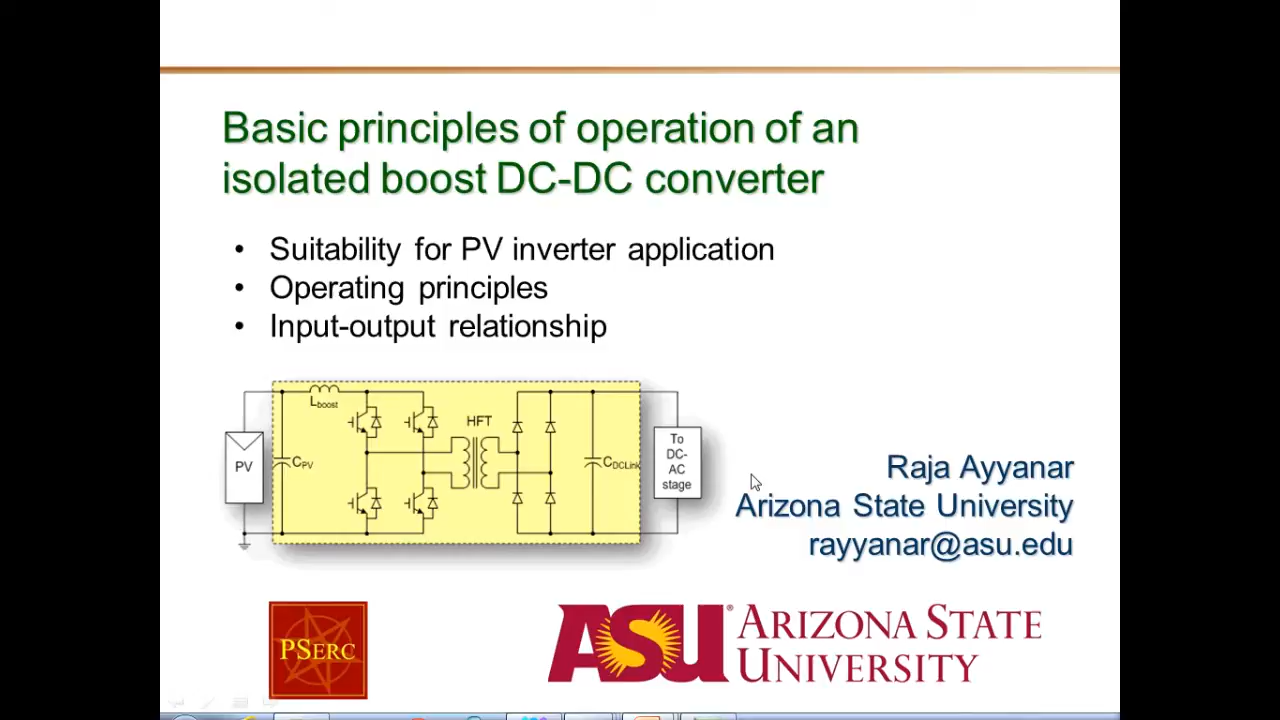 Basic principles of operation of an
isolated boost DC-DC converter
• Suitability for PV inverter application
• Operating principles
• Input-output relationship
Lboost
HFT
PV
CPV
CDCLink
To
DC-
AC
stage
Raja Ayyanar
Arizona State University
rayyanar@asu.edu
PSERC
ASU® ARIZONA STATE
UNIVERSITY